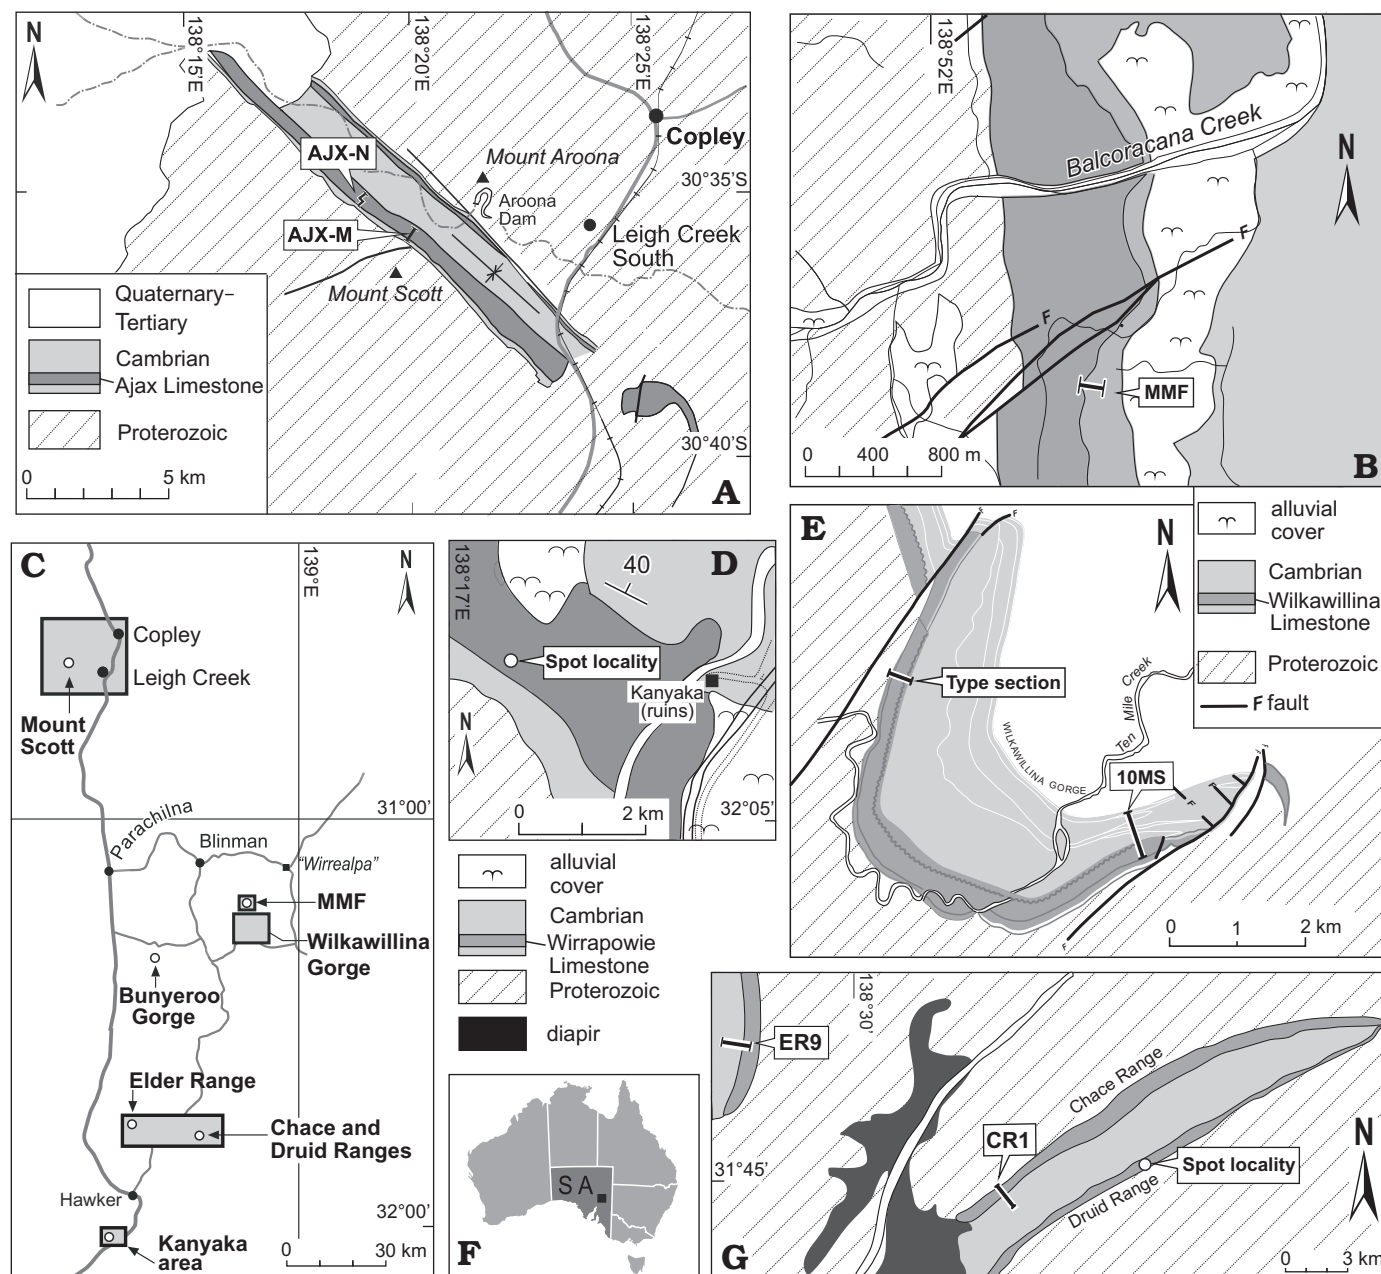 N
138°15'E
138°20'E
138°25'E
Copley
AJX-N
Mount Aroona
30°35'S
Aroona
Dam
AJX-M
Leigh Creek
South
Mount Scott
Quaternary–
Tertiary
Cambrian
Ajax Limestone
Proterozoic
0 5 km
30°40'S
A
138°52'E
Balcoracana Creek
N
F
F
MMF
0 400 800 m
B
C
139°E
N
Copley
Leigh Creek
Mount
Scott
31°00'
Parachilna
Blinman
"Wirrealpa"
MMF
Wilkawillina
Gorge
Bunyeroo
Gorge
Elder Range
Chace and
Druid Ranges
Hawker
32°00'
Kanyaka
area
0 30 km
138°17'E
40
D
Spot locality
Kanyaka
(ruins)
N
0 2 km
32°05'
alluvial
cover
Cambrian
Wirrapowie
Limestone
Proterozoic
diapir
E
F
F
N
Type section
WILKAWILLINA GORGE
Ten Mile Creek
10MS
F
F
F
F
F
0 1 2 km
alluvial
cover
Cambrian
Wilkawillina
Limestone
Proterozoic
F fault
SA
F
138°30'
ER9
Chace Range
CR1
N
31°45'
Spot locality
Druid Range
G
0 3 km